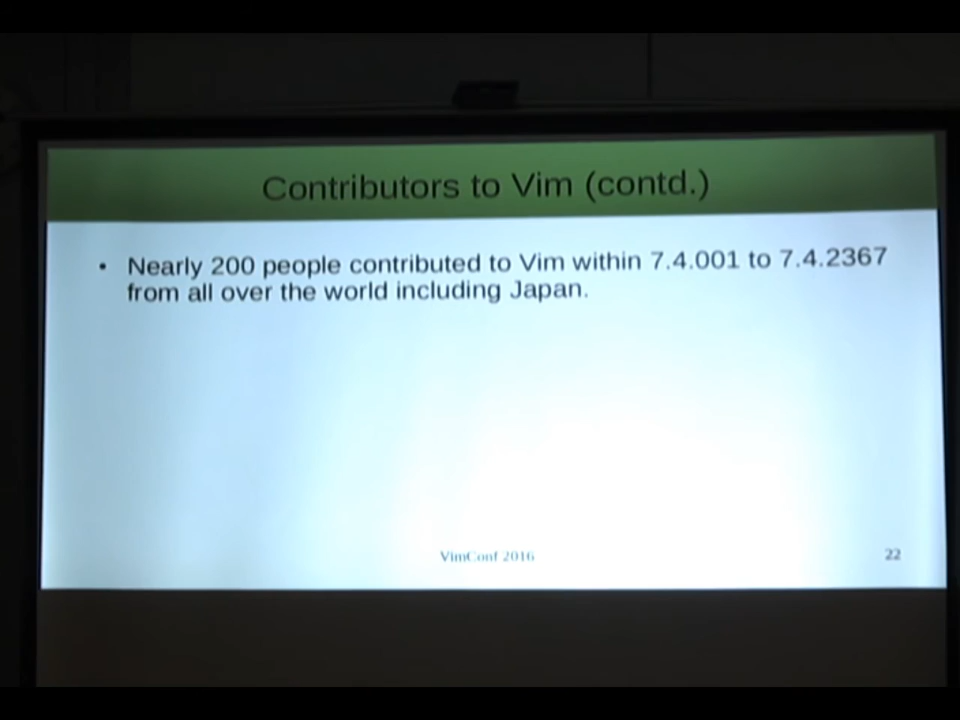 Contributors to Vim (contd.)
• Nearly 200 people contributed to Vim within 7.4.001 to 7.4.2367
from all over the world including Japan.
VimConf 2016
22